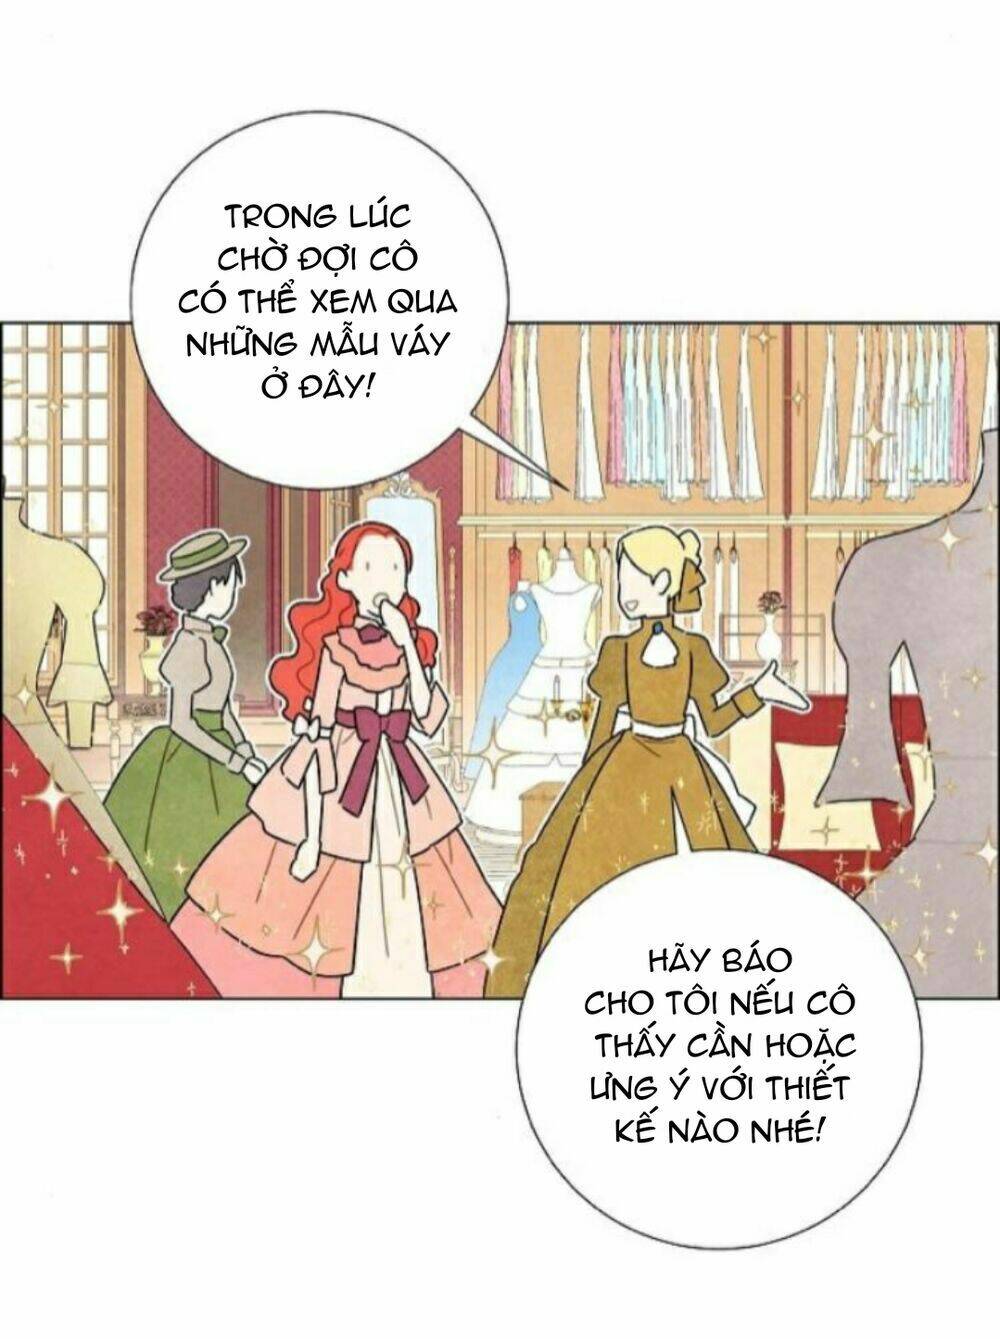 TRONG LÚC
CHỜ ĐỢI CÔ
CÓ THỂ XEM QUA
NHỮNG MẪU VÁY
Ở ĐÂY!
HÃY BÁO
CHO TÔI NẾU CÔ
THẤY CẦN HOẶC
ƯNG Ý VỚI THIẾT
KẾ NÀO NHÉ!